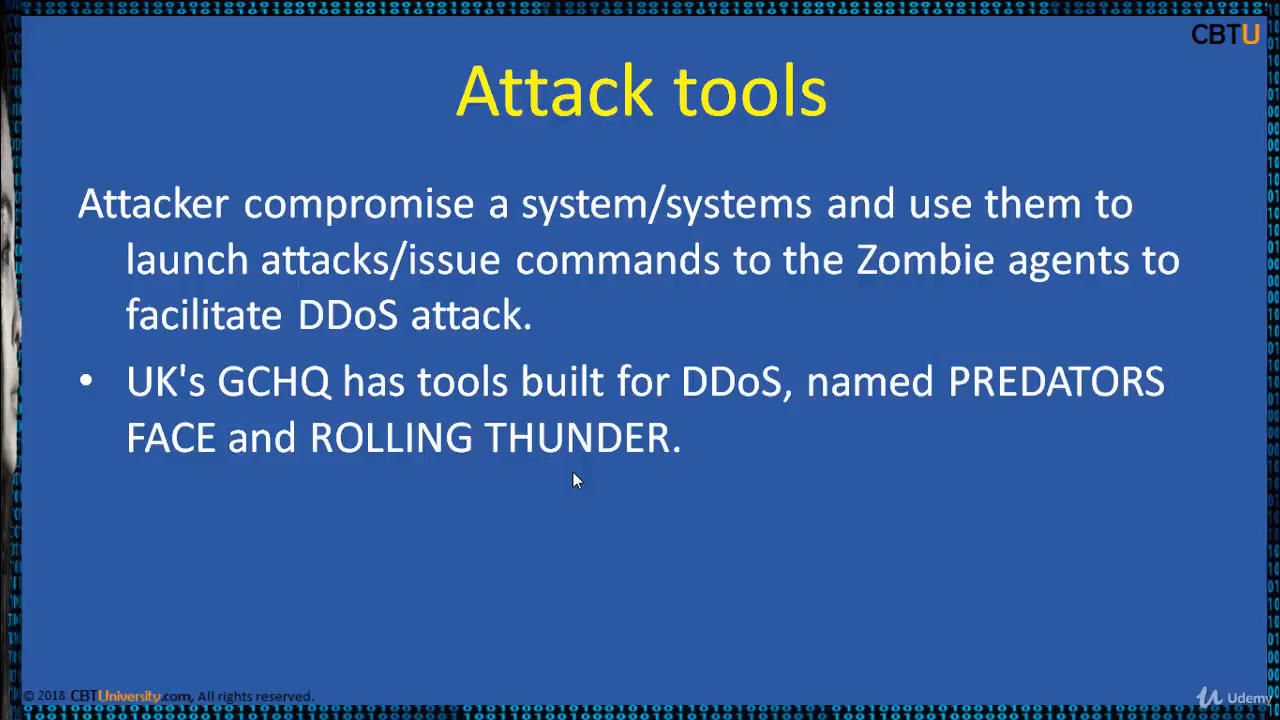 CBTU
Attack tools
Attacker compromise a system/systems and use them to
launch attacks/issue commands to the Zombie agents to
facilitate DDoS attack.
• UK's GCHQ has tools built for DDoS, named PREDATORS
FACE and ROLLING THUNDER.
© 2018 CBTUniversity.com, All rights reserved.
Udemy